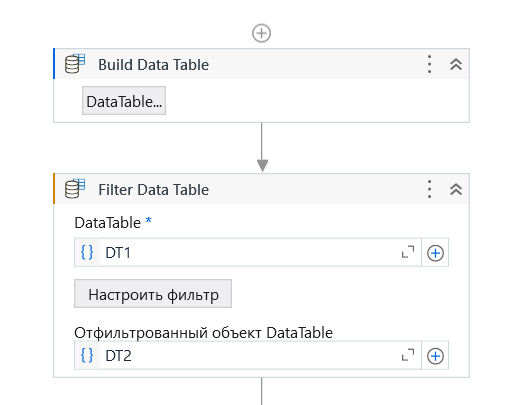 Build Data Table
DataTable...
Filter Data Table
DataTable *
{} DT1
Настроить фильтр
Отфильтрованный объект DataTable
{} DT2